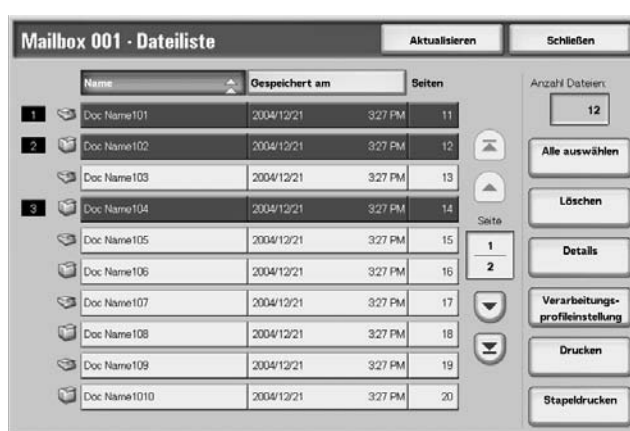 Mailbox 001 - Dateiliste
Aktualisieren
Schließen
Name
Gespeichert am
Seiten
Anzahl Dateien:
12
1 Doc Name101 2004/12/21 3:27 PM 11
2 Doc Name102 2004/12/21 3:27 PM 12
Doc Name103 2004/12/21 3:27 PM 13
3 Doc Name104 2004/12/21 3:27 PM 14
Doc Name105 2004/12/21 3:27 PM 15
Doc Name106 2004/12/21 3:27 PM 16
Doc Name107 2004/12/21 3:27 PM 17
Doc Name108 2004/12/21 3:27 PM 18
Doc Name109 2004/12/21 3:27 PM 19
Doc Name1010 2004/12/21 3:27 PM 20
Seite
1
2
Alle auswählen
Löschen
Details
Verarbeitungs-
profileinstellung
Drucken
Stapeldrucken